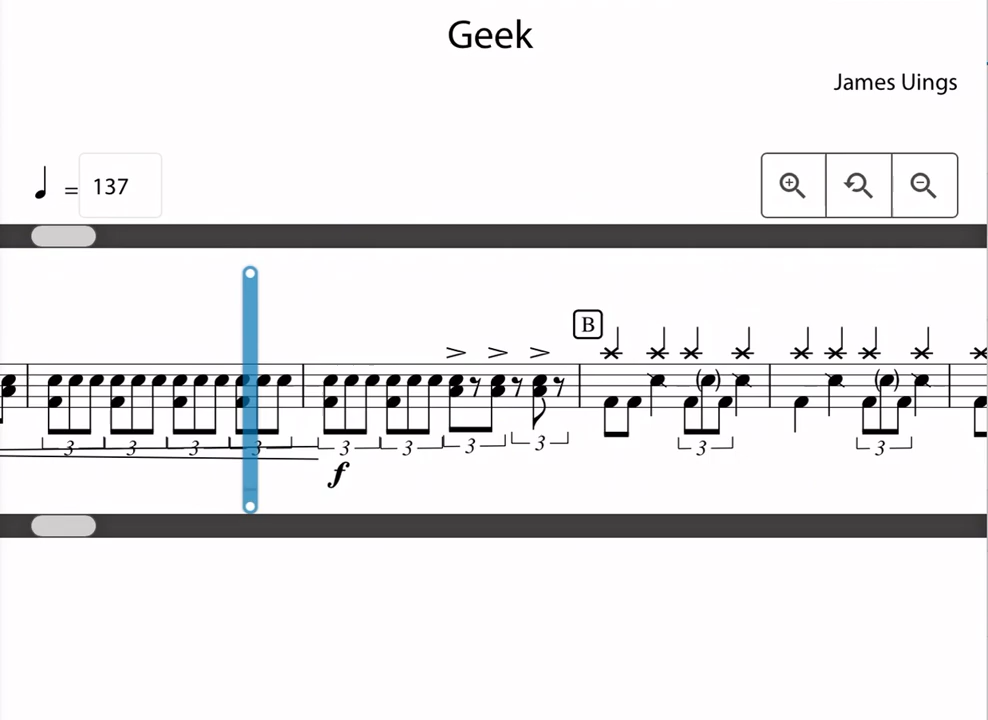 Geek
James Uings
= 137
B
3 3 3 3 3 3 3 3 3 3
f